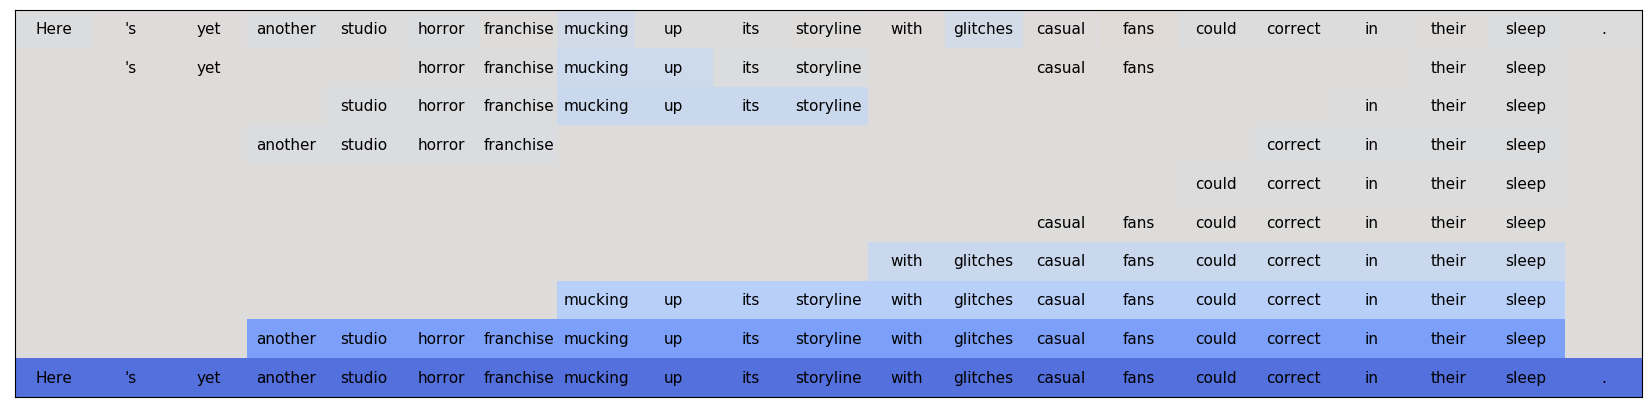 Here 's yet another studio horror franchise mucking up its storyline with glitches casual fans could correct in their sleep .
's yet horror franchise mucking up its storyline casual fans their sleep
studio horror franchise mucking up its storyline in their sleep
another studio horror franchise correct in their sleep
could correct in their sleep
casual fans could correct in their sleep
with glitches casual fans could correct in their sleep
mucking up its storyline with glitches casual fans could correct in their sleep
another studio horror franchise mucking up its storyline with glitches casual fans could correct in their sleep
Here 's yet another studio horror franchise mucking up its storyline with glitches casual fans could correct in their sleep .